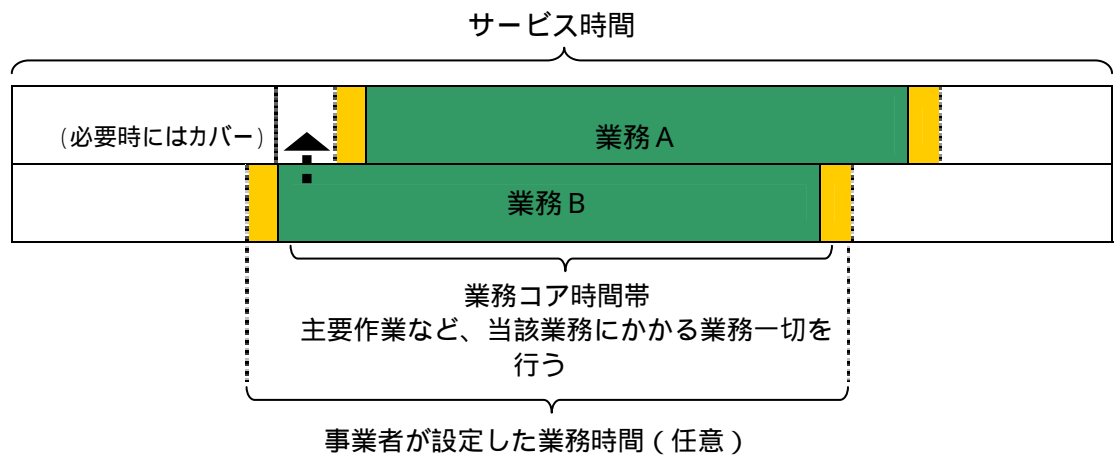 サービス時間
(必要時にはカバー)
業務A
業務B
業務コア時間帯
主要作業など、当該業務にかかる業務一切を
行う
事業者が設定した業務時間(任意)